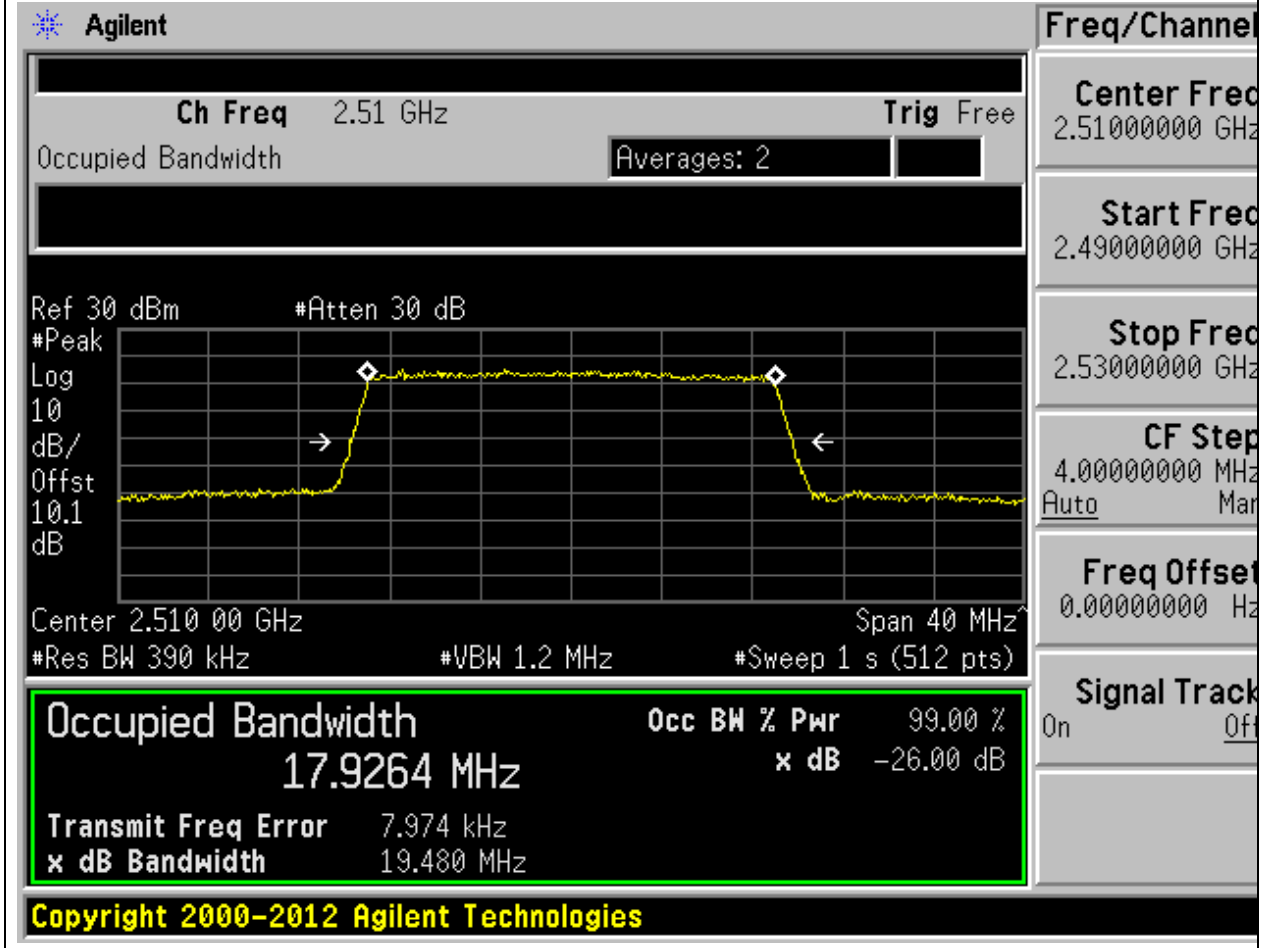 Agilent
Freq/Channel
Ch Freq 2.51 GHz Trig Free
Occupied Bandwidth Averages: 2
Center Freq
2.51000000 GHz
Start Freq
2.49000000 GHz
Stop Freq
2.53000000 GHz
CF Step
4.00000000 MHz
Auto Man
Freq Offset
0.00000000 Hz
Signal Track
On Off
Ref 30 dBm #Atten 30 dB
#Peak
Log
10
dB/
Offst
10.1
dB
Center 2.510 00 GHz Span 40 MHz^
#Res BW 390 kHz #VBW 1.2 MHz #Sweep 1 s (512 pts)
Occupied Bandwidth
17.9264 MHz
Occ BW % Pwr 99.00 %
x dB -26.00 dB
Transmit Freq Error 7.974 kHz
x dB Bandwidth 19.480 MHz
Copyright 2000-2012 Agilent Technologies